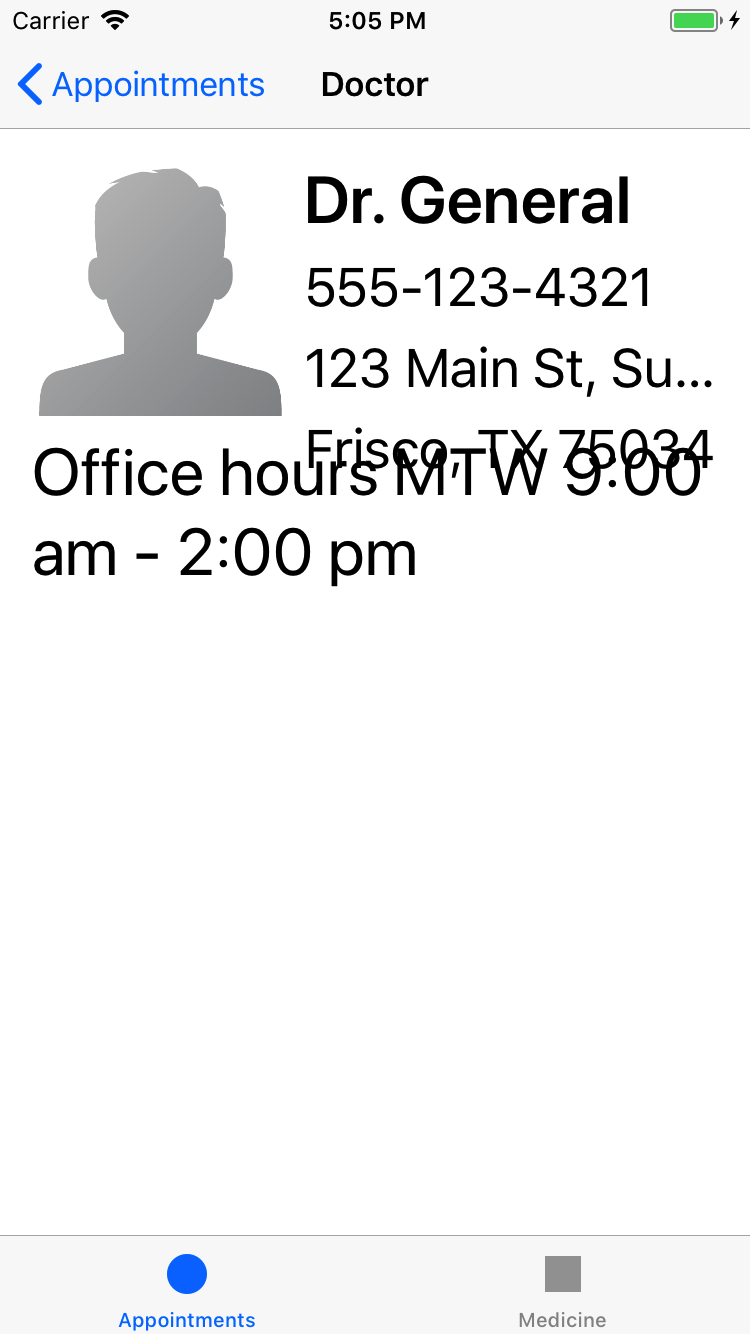 Carrier 5:05 PM
Appointments Doctor
Dr. General
555-123-4321
123 Main St, Su...
Frisco, TX 75034
Office hours MTW 9:00
am - 2:00 pm
Appointments Medicine